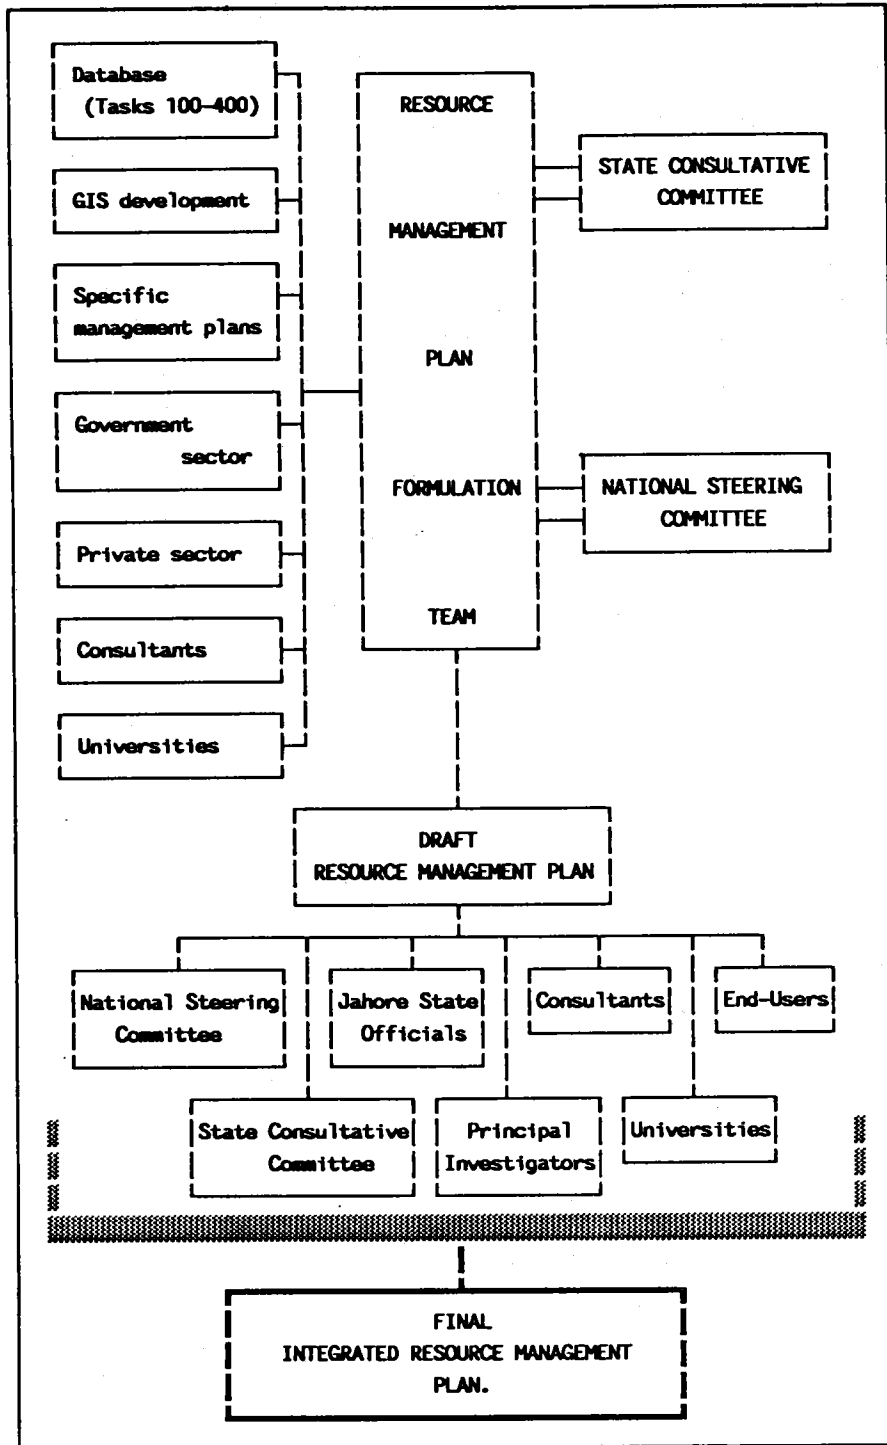 Database
(Tasks 100-400)
GIS development
Specific
management plans
Government
sector
Private sector
Consultants
Universities
RESOURCE
MANAGEMENT
PLAN
FORMULATION
TEAM
STATE CONSULTATIVE
COMMITTEE
NATIONAL STEERING
COMMITTEE
DRAFT
RESOURCE MANAGEMENT PLAN
National Steering
Committee
Jahore State
Officials
Consultants
End-Users
State Consultative
Committee
Principal
Investigators
Universities
FINAL
INTEGRATED RESOURCE MANAGEMENT
PLAN.